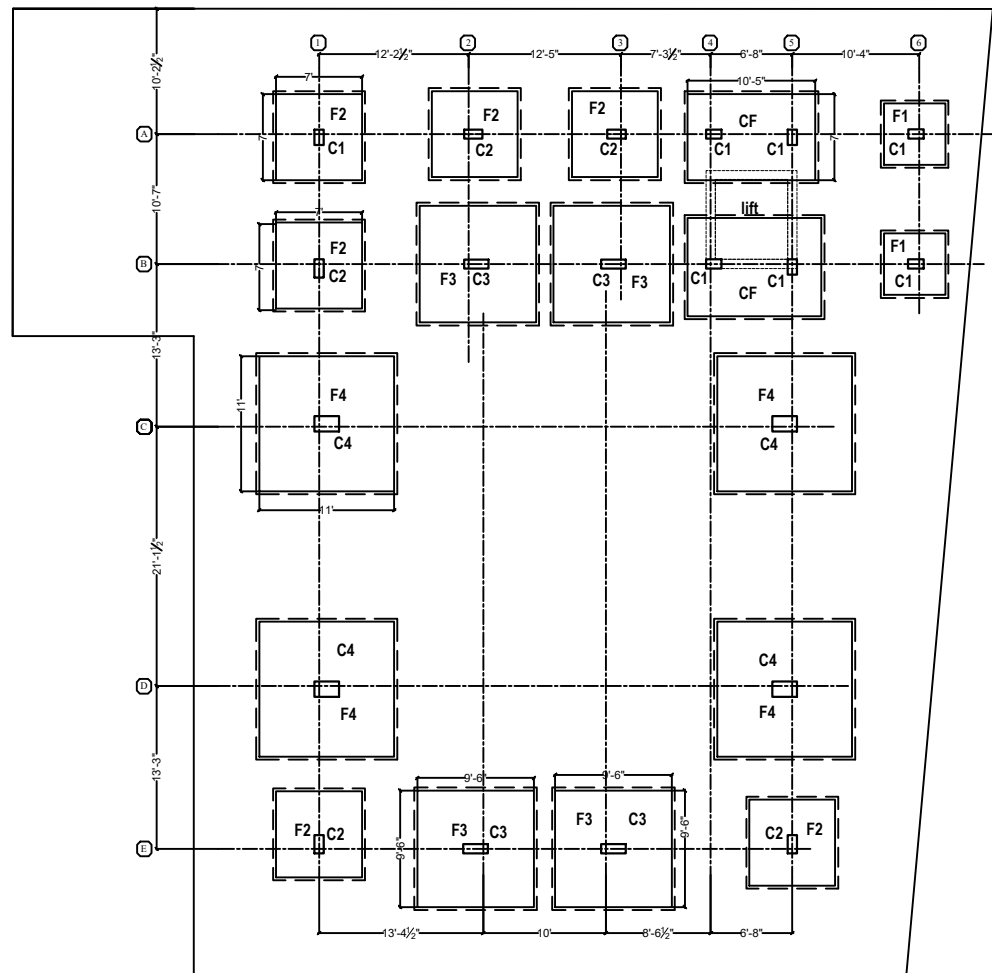 1 2 3 4 5 6
12'-2½" 12'-5" 7'-3½" 6'-8" 10'-4"
10'-2½"
7' 10'-5"
F2 F2 F2 CF F1
A 7' C1 C2 C2 C1 C1 7' C1
10'-7"
7' lift
F2 F1
B 7' C2 F3 C3 C3 F3 C1 C1 C1
CF
13'-3"
F4 F4
11'
C C4 C4
11'
21'-1½"
C4 C4
D
F4 F4
13'-3"
9'-6" 9'-6"
F2 C2 F3 C3 F3 C3 C2 F2
E 9'-6" 9'-6"
13'-4½" 10' 8'-6½" 6'-8"